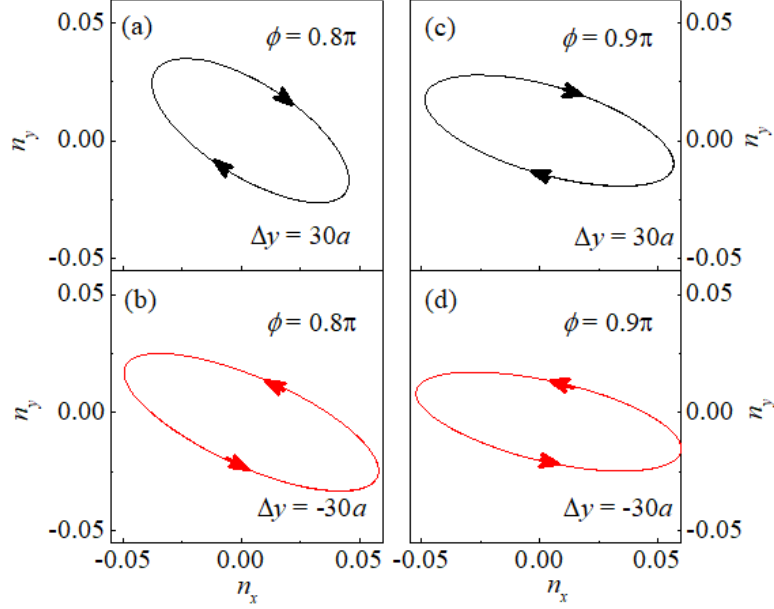 (a)
ϕ = 0.8π
Δy = 30a
0.05
0.00
-0.05
n_y
(c)
ϕ = 0.9π
Δy = 30a
0.05
0.00
-0.05
n_y
(b)
ϕ = 0.8π
Δy = -30a
0.05
0.00
-0.05
n_y
-0.05
0.00
0.05
n_x
(d)
ϕ = 0.9π
Δy = -30a
0.05
0.00
-0.05
n_y
-0.05
0.00
0.05
n_x